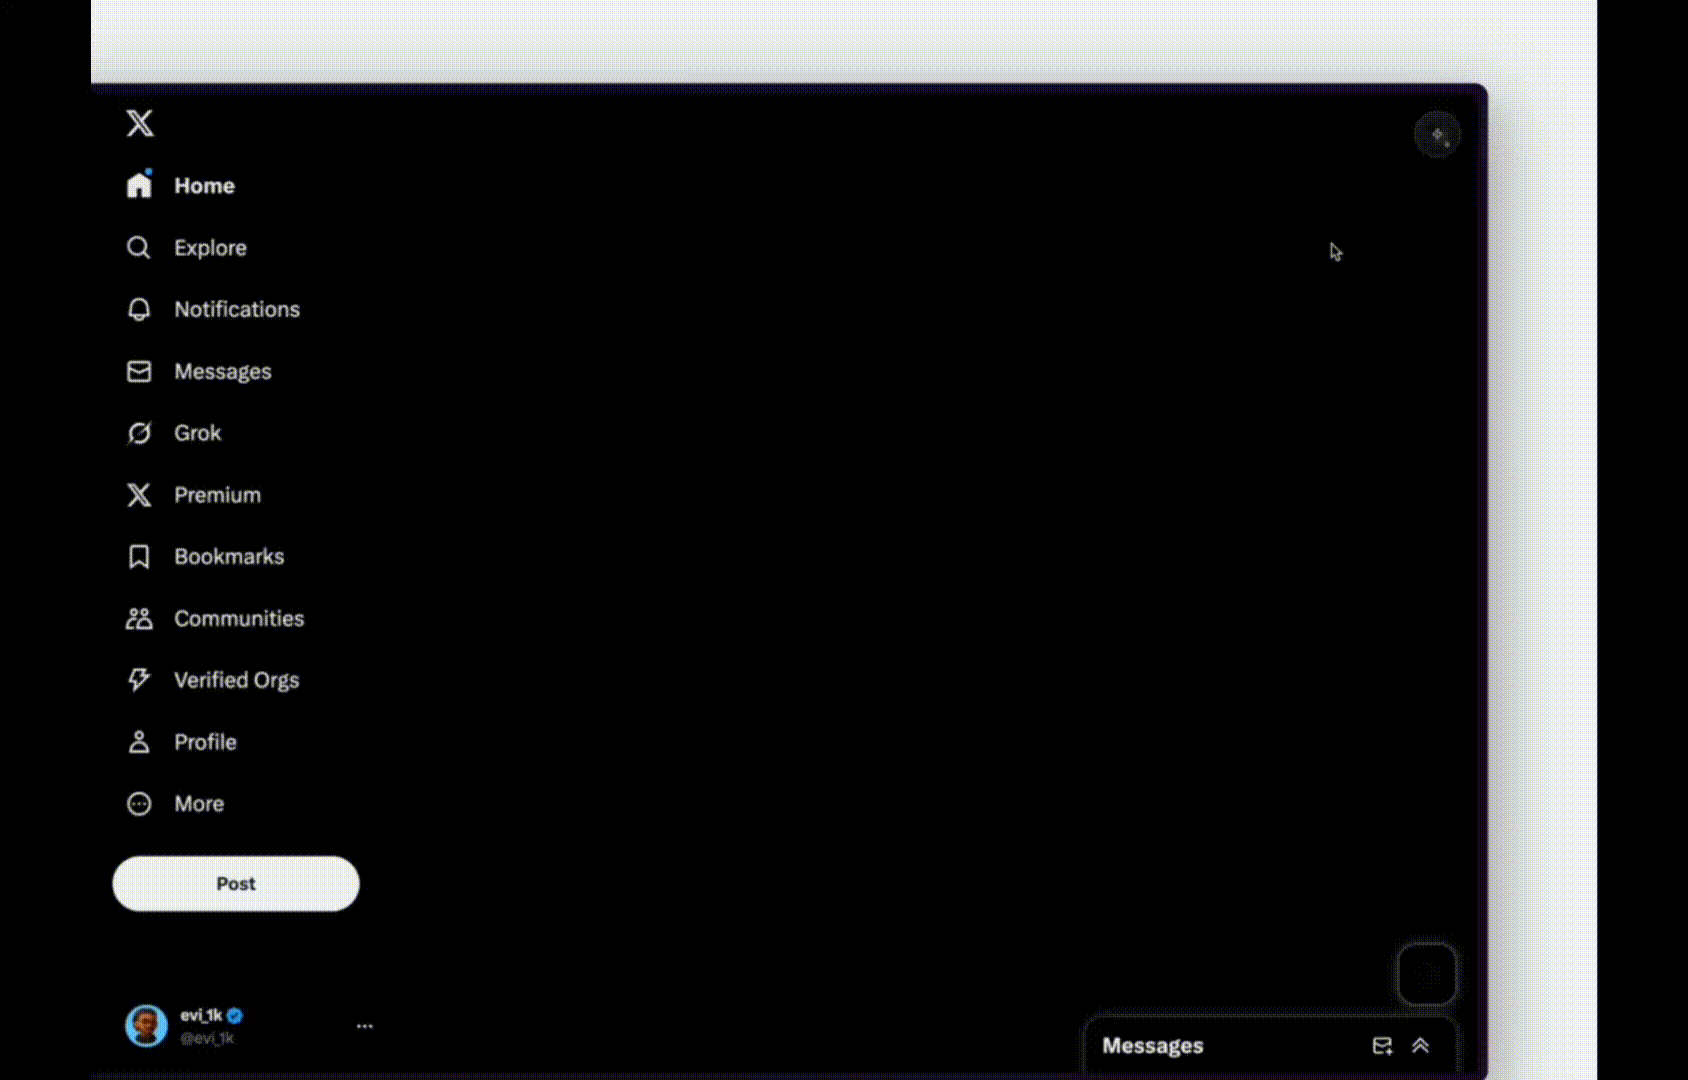 Home
Explore
Notifications
Messages
Grok
Premium
Bookmarks
Communities
Verified Orgs
Profile
More
Post
evi_1k
@evi_1k
Messages